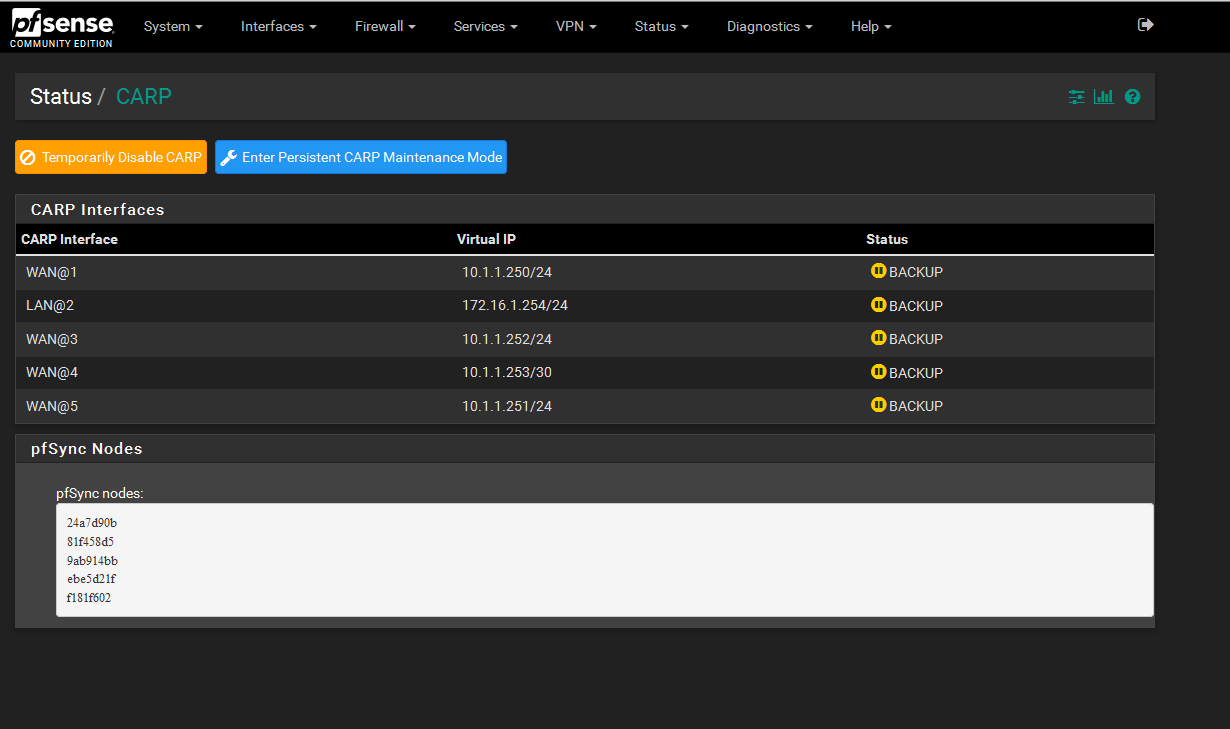 pfsense
COMMUNITY EDITION
System Interfaces Firewall Services VPN Status Diagnostics Help
Status / CARP
Temporarily Disable CARP Enter Persistent CARP Maintenance Mode
CARP Interfaces
CARP Interface Virtual IP Status
WAN@1 10.1.1.250/24 BACKUP
LAN@2 172.16.1.254/24 BACKUP
WAN@3 10.1.1.252/24 BACKUP
WAN@4 10.1.1.253/30 BACKUP
WAN@5 10.1.1.251/24 BACKUP
pfSync Nodes
pfSync nodes:
24a7d90b
81f458d5
9ab914bb
ebe5d21f
f181f602